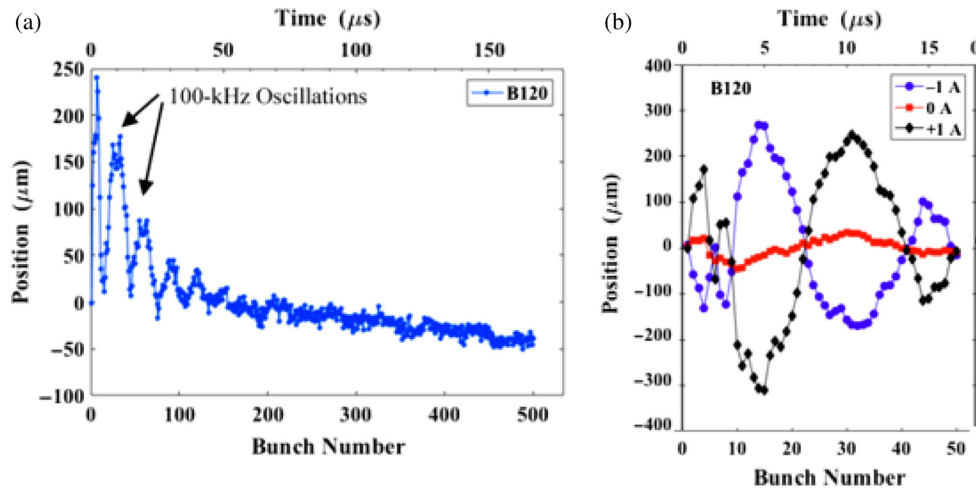 (a)
Time (μs)
0 50 100 150
250
200
150
100
50
0
−50
−100
Position (μm)
100-kHz Oscillations
B120
0 100 200 300 400 500
Bunch Number
(b)
Time (μs)
0 5 10 15
400
300
200
100
0
−100
−200
−300
−400
Position (μm)
B120
−1 A
0 A
+1 A
0 10 20 30 40 50
Bunch Number